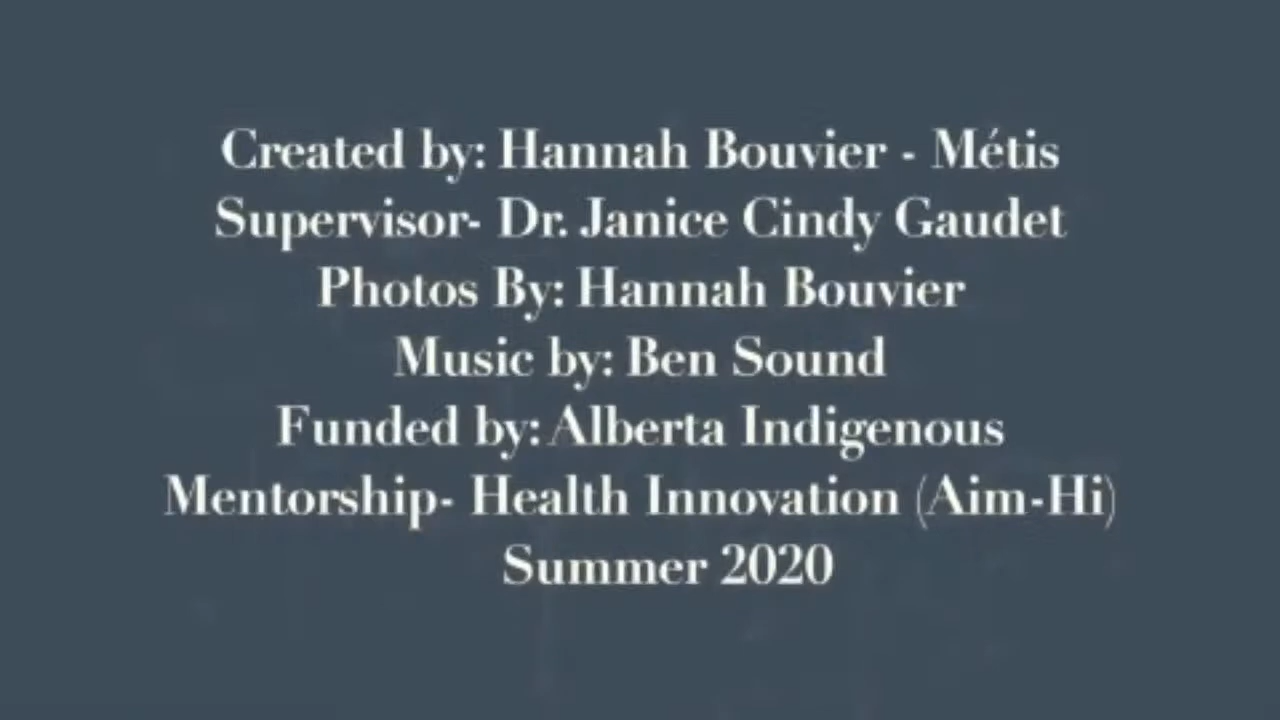 Created by: Hannah Bouvier - Métis
Supervisor- Dr. Janice Cindy Gaudet
Photos By: Hannah Bouvier
Music by: Ben Sound
Funded by: Alberta Indigenous
Mentorship- Health Innovation (Aim-Hi)
Summer 2020